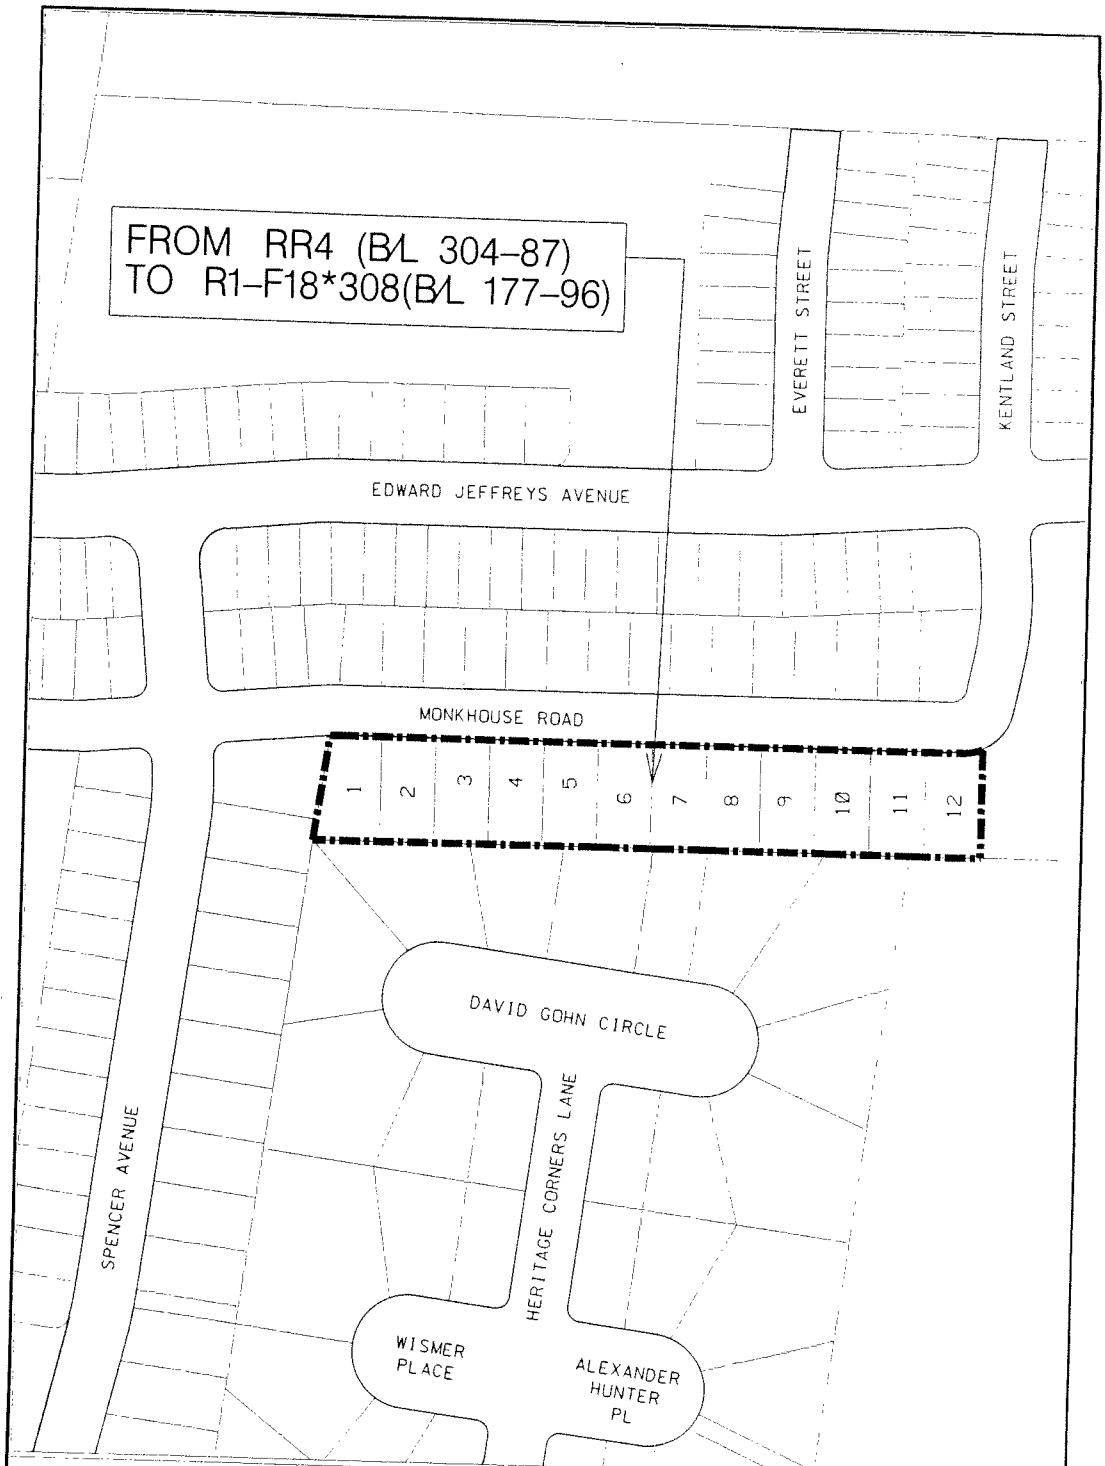 FROM RR4 (B/L 304-87)
TO R1-F18*308(B/L 177-96)
EVERETT STREET
KENTLAND STREET
EDWARD JEFFREYS AVENUE
MONKHOUSE ROAD
1
2
3
4
5
6
7
8
9
10
11
12
DAVID GOHN CIRCLE
HERITAGE CORNERS LANE
SPENCER AVENUE
WISMER
PLACE
ALEXANDER
HUNTER
PL